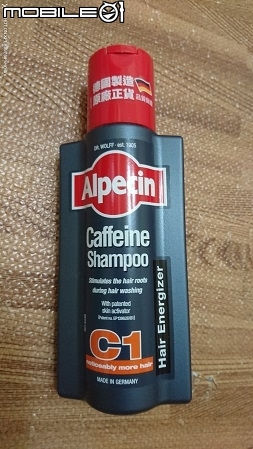 MOBILE01
德國製造
原廠正貨
DR. WOLFF - est. 1905
Alpecin
Caffeine
Shampoo
Stimulates the hair roots
during hair washing
With patented
skin activator
C1
noticeably more hair
MADE IN GERMANY
Hair Energizer